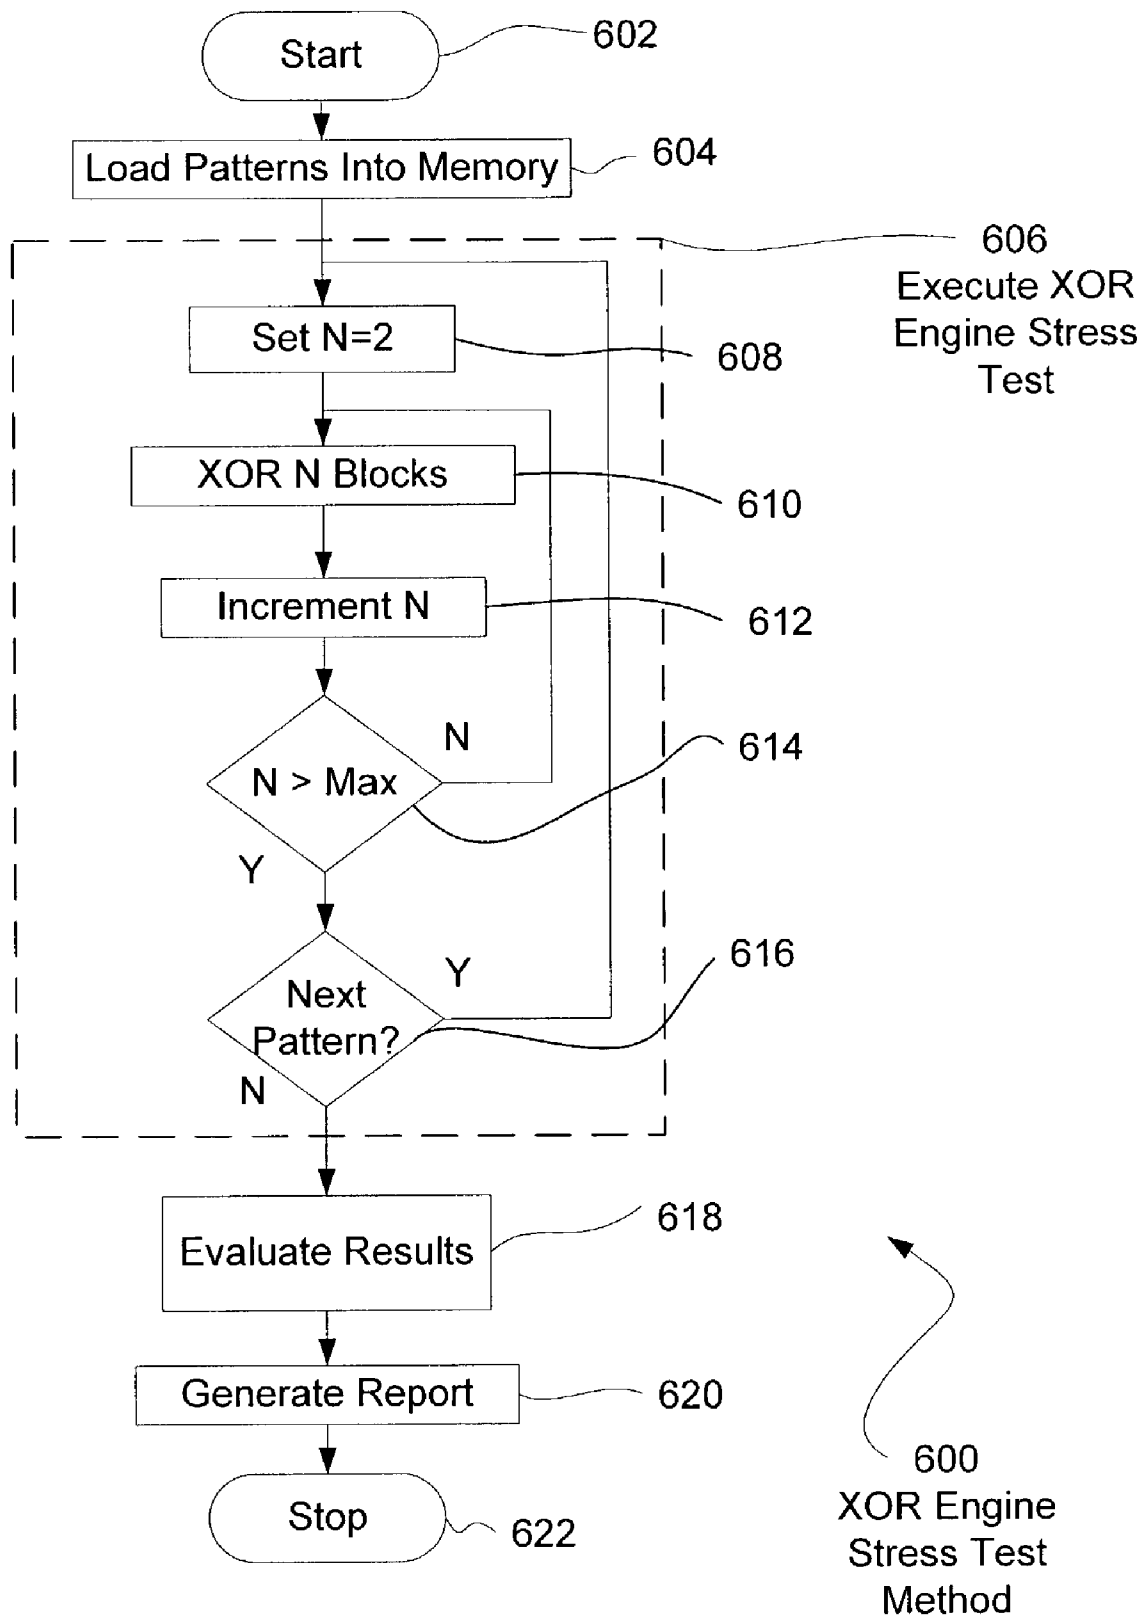 Start
602
Load Patterns Into Memory
604
606
Execute XOR
Engine Stress
Test
Set N=2
608
XOR N Blocks
610
Increment N
612
N > Max
N
614
Y
Next
Pattern?
Y
616
N
Evaluate Results
618
Generate Report
620
Stop
622
600
XOR Engine
Stress Test
Method